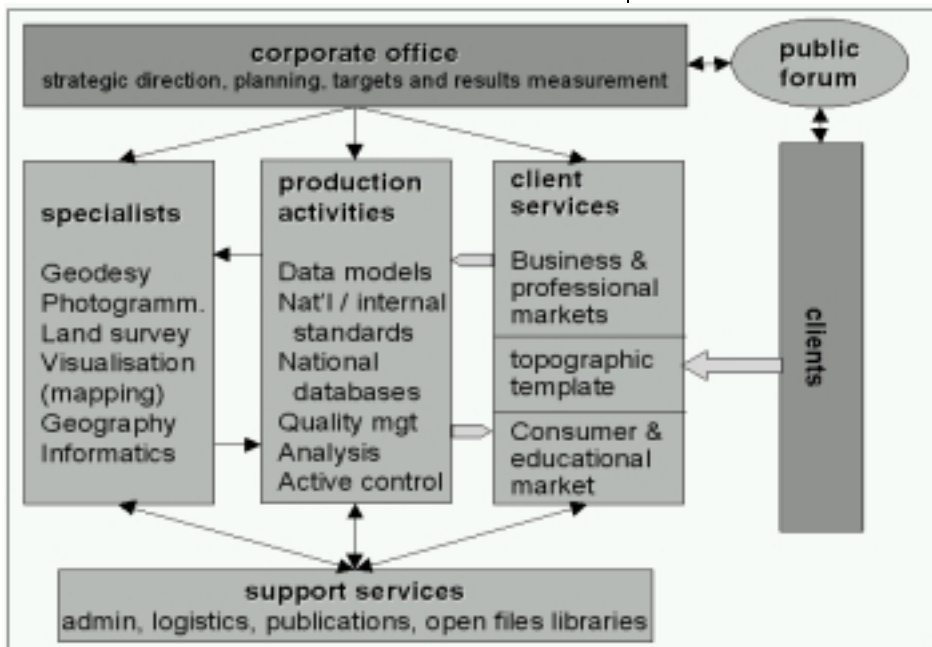 corporate office
strategic direction, planning, targets and results measurement
public
forum
specialists
Geodesy
Photogramm.
Land survey
Visualisation
(mapping)
Geography
Informatics
production
activities
Data models
Nat'l / internal
standards
National
databases
Quality mgt
Analysis
Active control
client
services
Business &
professional
markets
topographic
template
Consumer &
educational
market
clients
support services
admin, logistics, publications, open files libraries